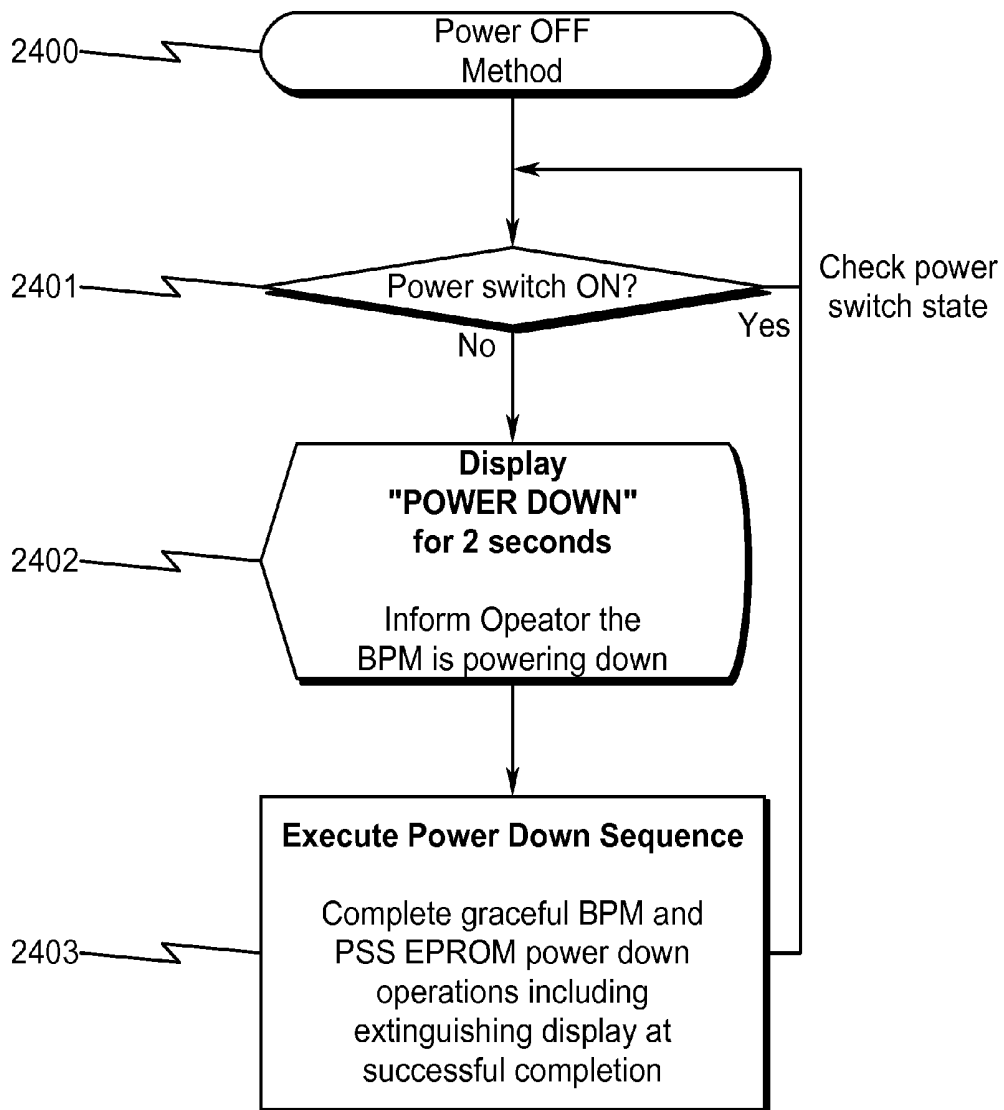 2400
Power OFF
Method
2401
Power switch ON?
Check power
switch state
Yes
No
2402
Display
"POWER DOWN"
for 2 seconds
Inform Opeator the
BPM is powering down
2403
Execute Power Down Sequence
Complete graceful BPM and
PSS EPROM power down
operations including
extinguishing display at
successful completion